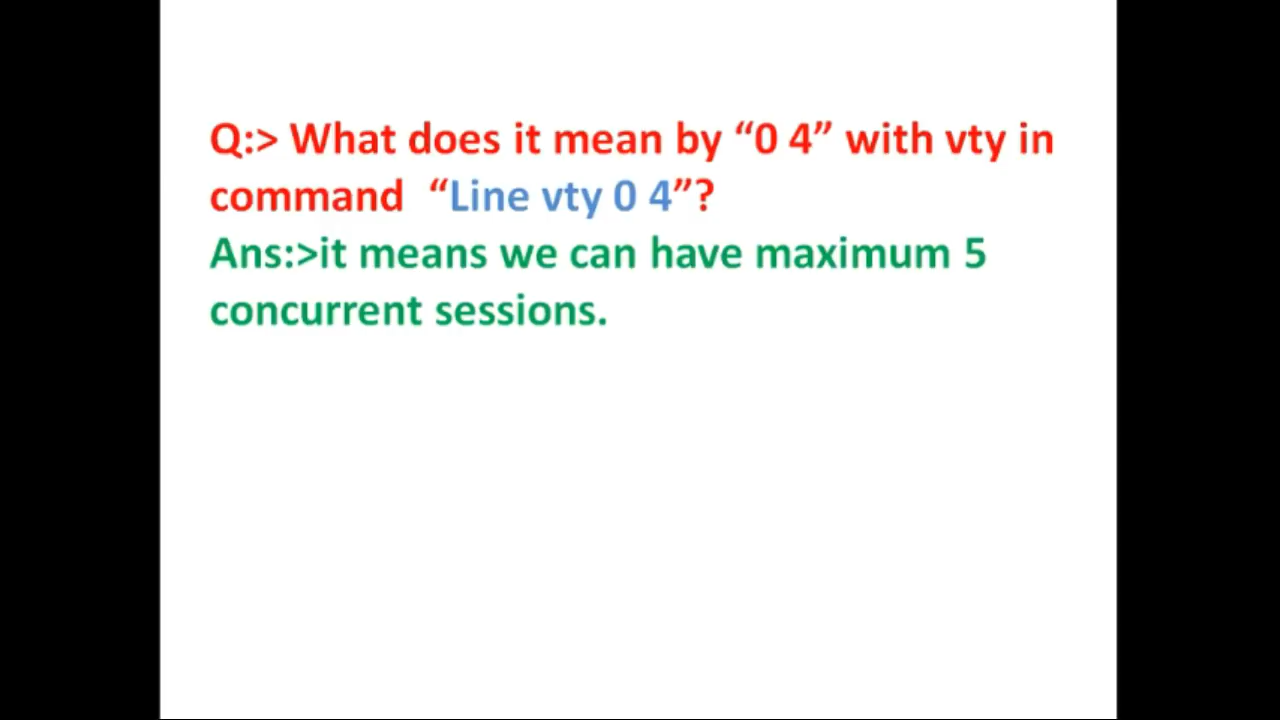 Q:> What does it mean by “0 4” with vty in
command “Line vty 0 4”?
Ans:>it means we can have maximum 5
concurrent sessions.